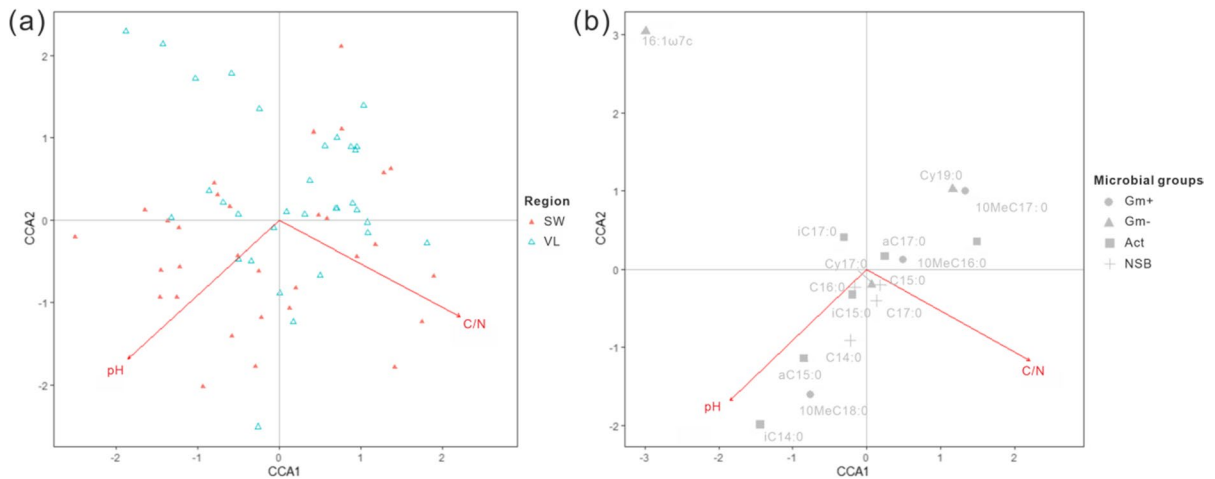 (a)
CCA2
2
1
0
-1
-2
pH
C/N
-2
-1
0
1
2
CCA1
Region
SW
VL
(b)
CCA2
3
2
1
0
-1
-2
16:1ω7c
Cy19:0
10MeC17:0
iC17:0
aC17:0
Cy17:0
10MeC16:0
C16:0
C15:0
iC15:0
C17:0
C14:0
aC15:0
10MeC18:0
iC14:0
pH
C/N
-3
-2
-1
0
1
2
CCA1
Microbial groups
Gm+
Gm-
Act
NSB